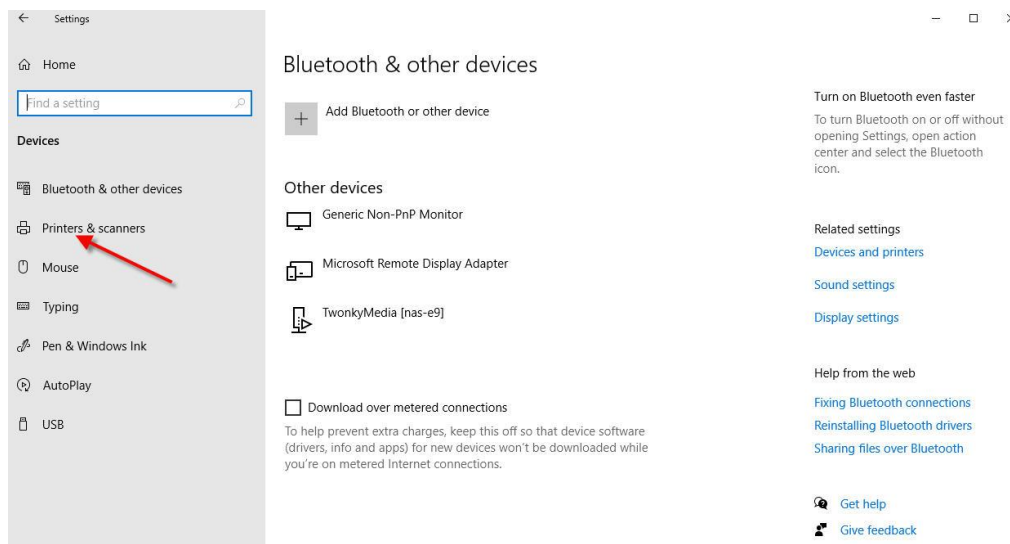 Settings
Home
Find a setting
Devices
Bluetooth & other devices
Printers & scanners
Mouse
Typing
Pen & Windows Ink
AutoPlay
USB
Bluetooth & other devices
Add Bluetooth or other device
Other devices
Generic Non-PnP Monitor
Microsoft Remote Display Adapter
TwonkyMedia [nas-e9]
Download over metered connections
To help prevent extra charges, keep this off so that device software
(drivers, info and apps) for new devices won't be downloaded while
you're on metered Internet connections.
Turn on Bluetooth even faster
To turn Bluetooth on or off without
opening Settings, open action
center and select the Bluetooth
icon.
Related settings
Devices and printers
Sound settings
Display settings
Help from the web
Fixing Bluetooth connections
Reinstalling Bluetooth drivers
Sharing files over Bluetooth
Get help
Give feedback